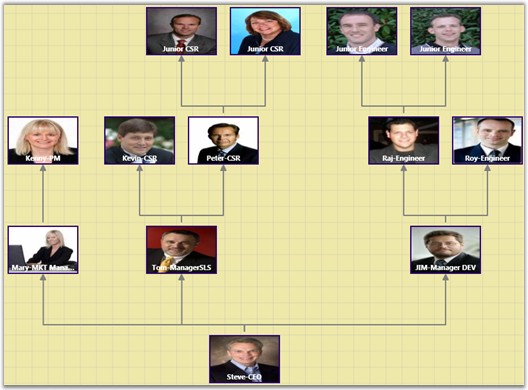 Junior CSR
Junior CSR
Junior Engineer
Junior Engineer
Kenny-PM
Kevin-CSR
Peter-CSR
Raj-Engineer
Roy-Engineer
Mary-MKT Mana...
Tom-ManagerSLS
JIM-Manager DEV
Steve-CEO